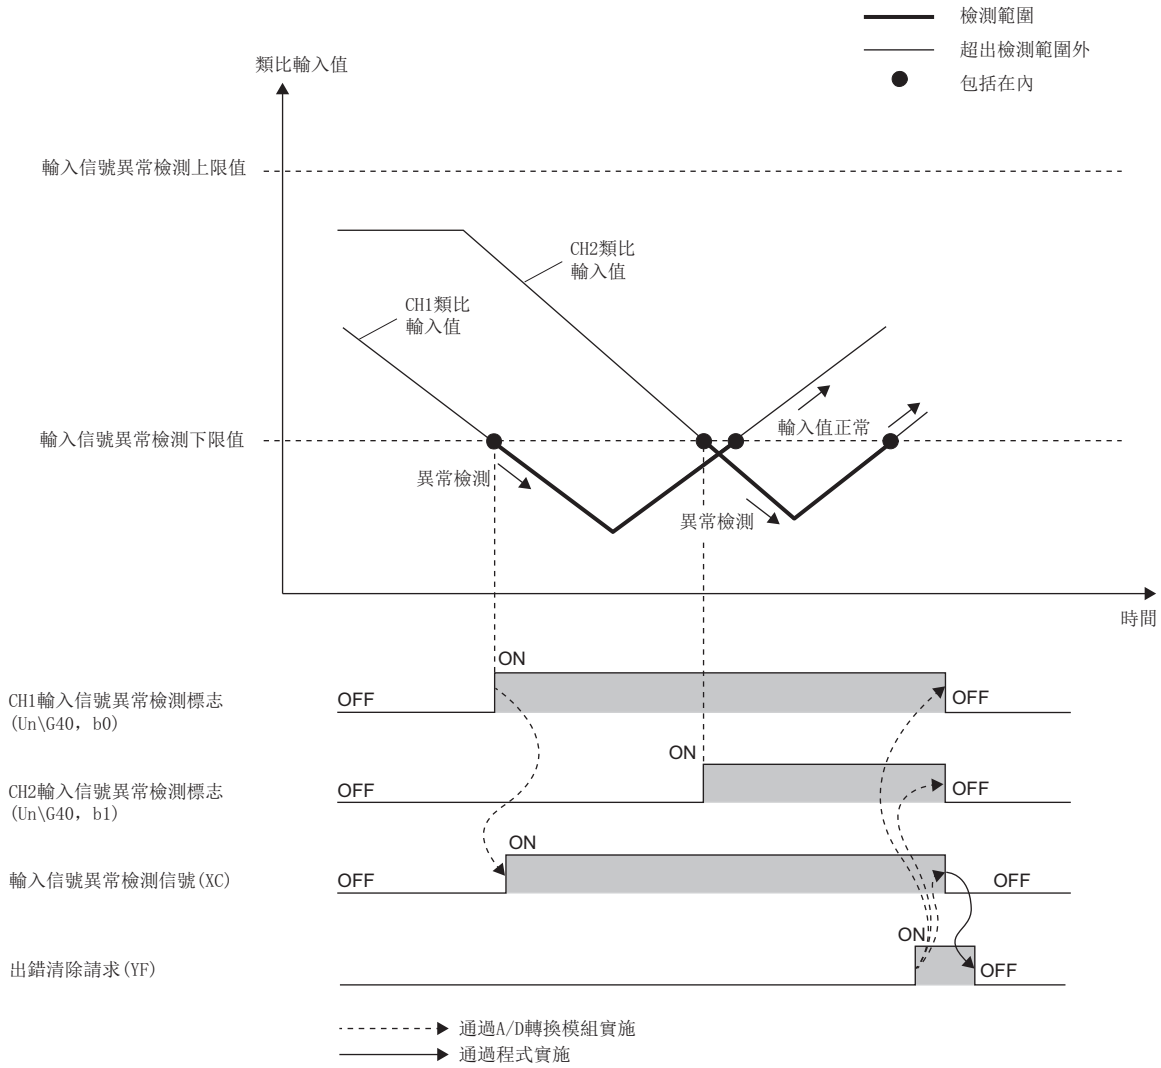 檢測範圍
超出檢測範圍外
包括在內
類比輸入值
輸入信號異常檢測上限值
CH2類比
輸入值
CH1類比
輸入值
輸入信號異常檢測下限值
輸入值正常
異常檢測
異常檢測
時間
ON
CH1輸入信號異常檢測標志
(Un\G40, b0)
OFF
OFF
ON
CH2輸入信號異常檢測標志
(Un\G40, b1)
OFF
OFF
ON
輸入信號異常檢測信號(XC)
OFF
OFF
ON
出錯清除請求(YF)
OFF
通過A/D轉換模組實施
通過程式實施